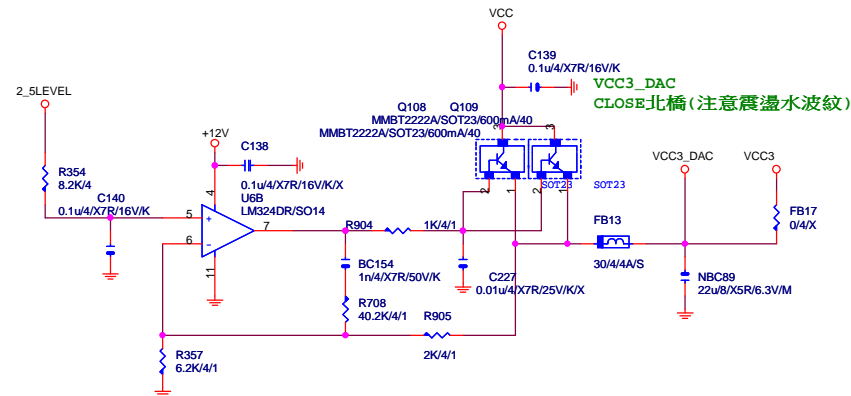 VCC
C139
0.1u/4/X7R/16V/K
VCC3_DAC
CLOSE北橋(注意震盪水波紋)
2_5LEVEL
Q108 Q109
MMBT2222A/SOT23/600mA/40
MMBT2222A/SOT23/600mA/40
3
3
+12V
C138
0.1u/4/X7R/16V/K/X
VCC3_DAC
VCC3
R354
8.2K/4
4
U6B
LM324DR/SO14
2
1
2
1
SOT23
SOT23
C140
0.1u/4/X7R/16V/K
5
+
7
6
-
11
R904
1K/4/1
FB13
30/4/4A/S
FB17
0/4/X
BC154
1n/4/X7R/50V/K
C227
0.01u/4/X7R/25V/K/X
NBC89
22u/8/X5R/6.3V/M
R708
40.2K/4/1
R905
2K/4/1
R357
6.2K/4/1